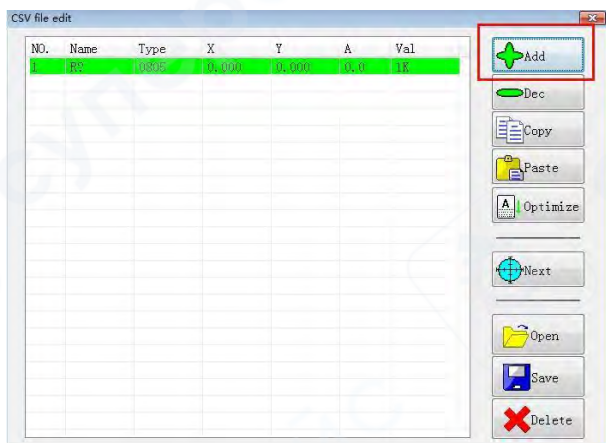 CSV file edit
NO. Name Type X Y A Val
1 R? 0805 0.000 0.000 0.0 1K
Add
Dec
Copy
Paste
A Optimize
Next
Open
Save
Delete